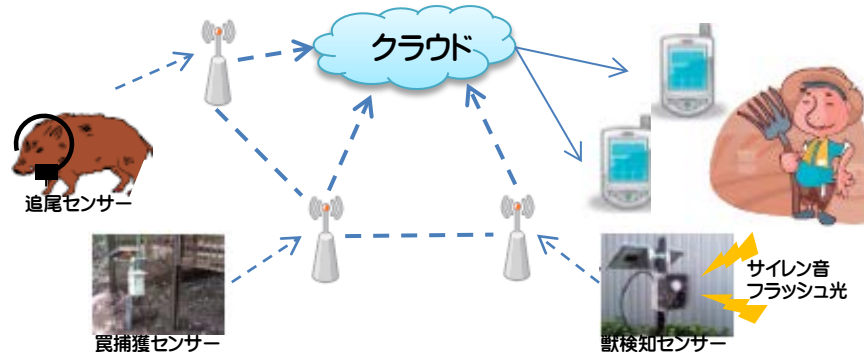 クラウド
追尾センサー
サイレン音
フラッシュ光
罠捕獲センサー
獣検知センサー